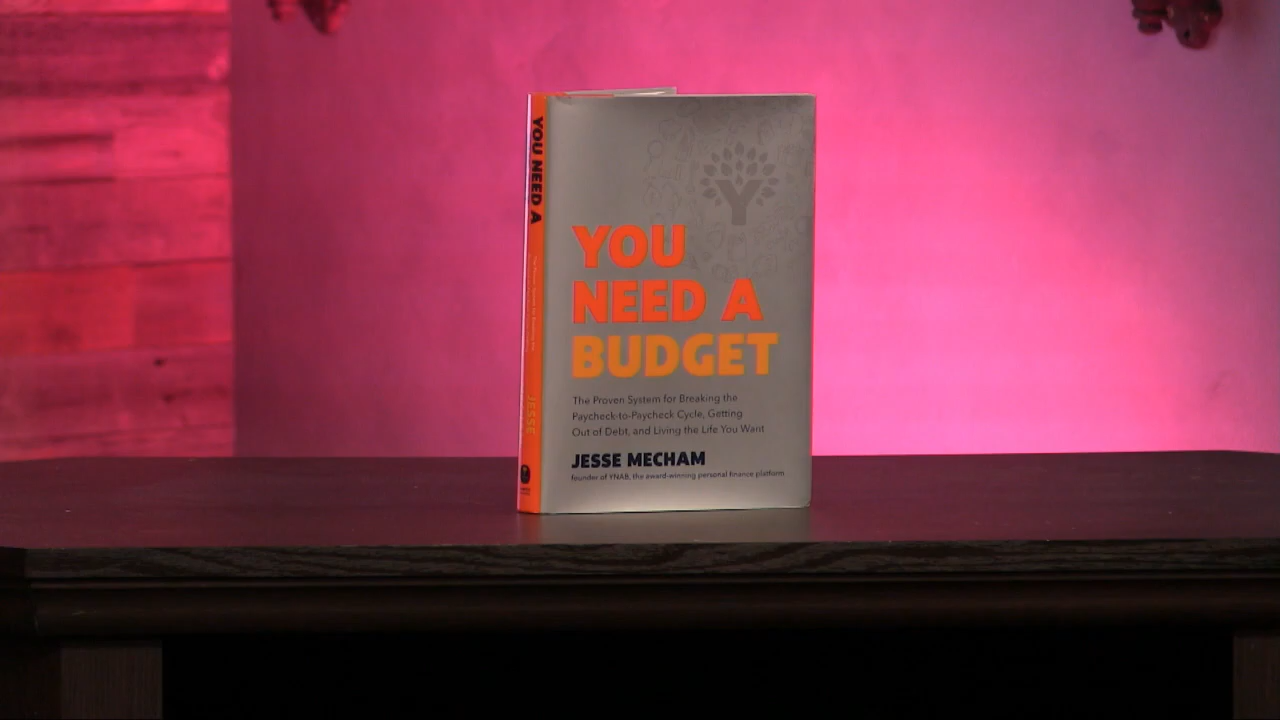 YOU NEED A
JESSE
Y
YOU
NEED A
BUDGET
The Proven System for Breaking the
Paycheck-to-Paycheck Cycle, Getting
Out of Debt, and Living the Life You Want
JESSE MECHAM
founder of YNAB, the award-winning personal finance platform